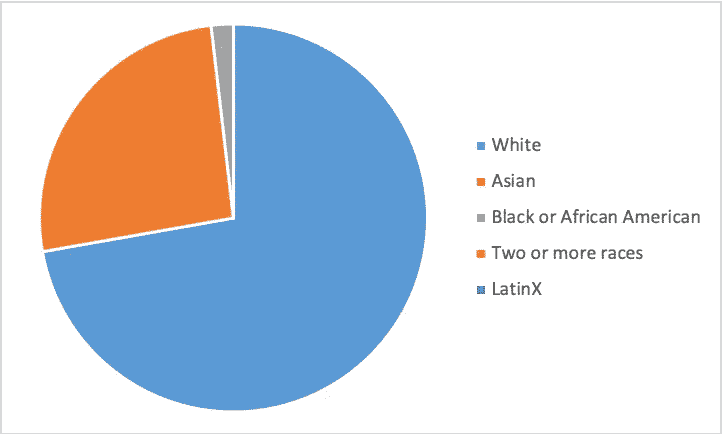 White
Asian
Black or African American
Two or more races
LatinX